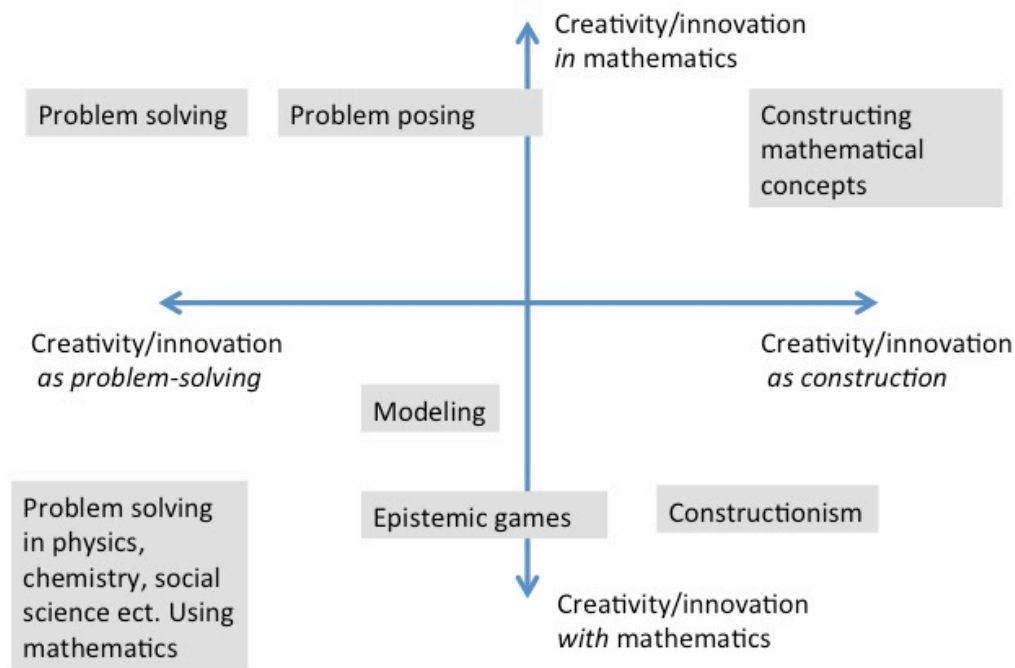 Creativity/innovation
in mathematics
Problem solving
Problem posing
Constructing
mathematical
concepts
Creativity/innovation
as problem-solving
Creativity/innovation
as construction
Modeling
Problem solving
in physics,
chemistry, social
science ect. Using
mathematics
Epistemic games
Constructionism
Creativity/innovation
with mathematics